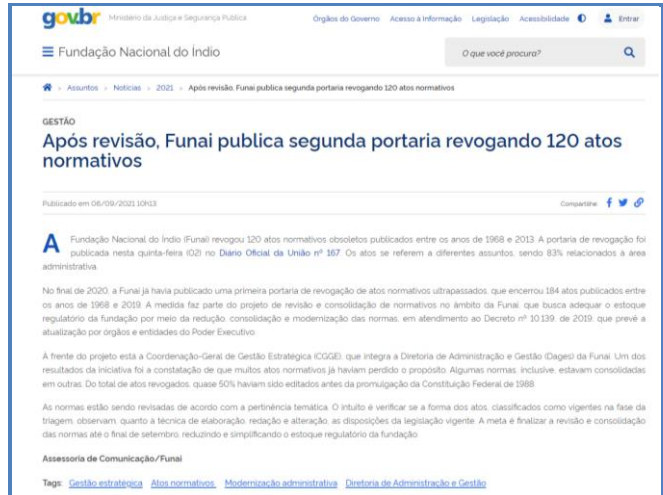 gov.br Ministério da Justiça e Segurança Pública Órgãos do Governo Acesso à Informação Legislação Acessibilidade Entrar
Fundação Nacional do Índio O que você procura?
Assuntos > Notícias > 2021 > Após revisão, Funai publica segunda portaria revogando 120 atos normativos
GESTÃO
Após revisão, Funai publica segunda portaria revogando 120 atos
normativos
Publicado em 06/09/2021 10h13 Compartilhe
A Fundação Nacional do Índio (Funai) revogou 120 atos normativos obsoletos publicados entre os anos de 1968 e 2013. A portaria de revogação foi
publicada nesta quinta-feira (02) no Diário Oficial da União nº 167. Os atos se referem a diferentes assuntos, sendo 83% relacionados à área
administrativa.
No final de 2020, a Funai já havia publicado uma primeira portaria de revogação de atos normativos ultrapassados, que encerrou 184 atos publicados entre
os anos de 1968 e 2019. A medida faz parte do projeto de revisão e consolidação de normativos no âmbito da Funai, que busca adequar o estoque
regulatório da fundação por meio da redução, consolidação e modernização das normas, em atendimento ao Decreto nº 10.139, de 2019, que prevê a
atualização por órgãos e entidades do Poder Executivo.
À frente do projeto está a Coordenação-Geral de Gestão Estratégica (CGGE), que integra a Diretoria de Administração e Gestão (Dages) da Funai. Um dos
resultados da iniciativa foi a constatação de que muitos atos normativos já haviam perdido o propósito. Algumas normas, inclusive, estavam consolidadas
em outras. Do total de atos revogados, quase 50% haviam sido editados antes da promulgação da Constituição Federal de 1988.
As normas estão sendo revisadas de acordo com a pertinência temática. O intuito é verificar se a forma dos atos, classificados como vigentes na fase da
triagem, observam, quanto à técnica de elaboração, redação e alteração, as disposições da legislação vigente. A meta é finalizar a revisão e consolidação
das normas até o final de setembro, reduzindo e simplificando o estoque regulatório da fundação.
Assessoria de Comunicação/Funai
Tags: Gestão estratégica Atos normativos Modernização administrativa Diretoria de Administração e Gestão